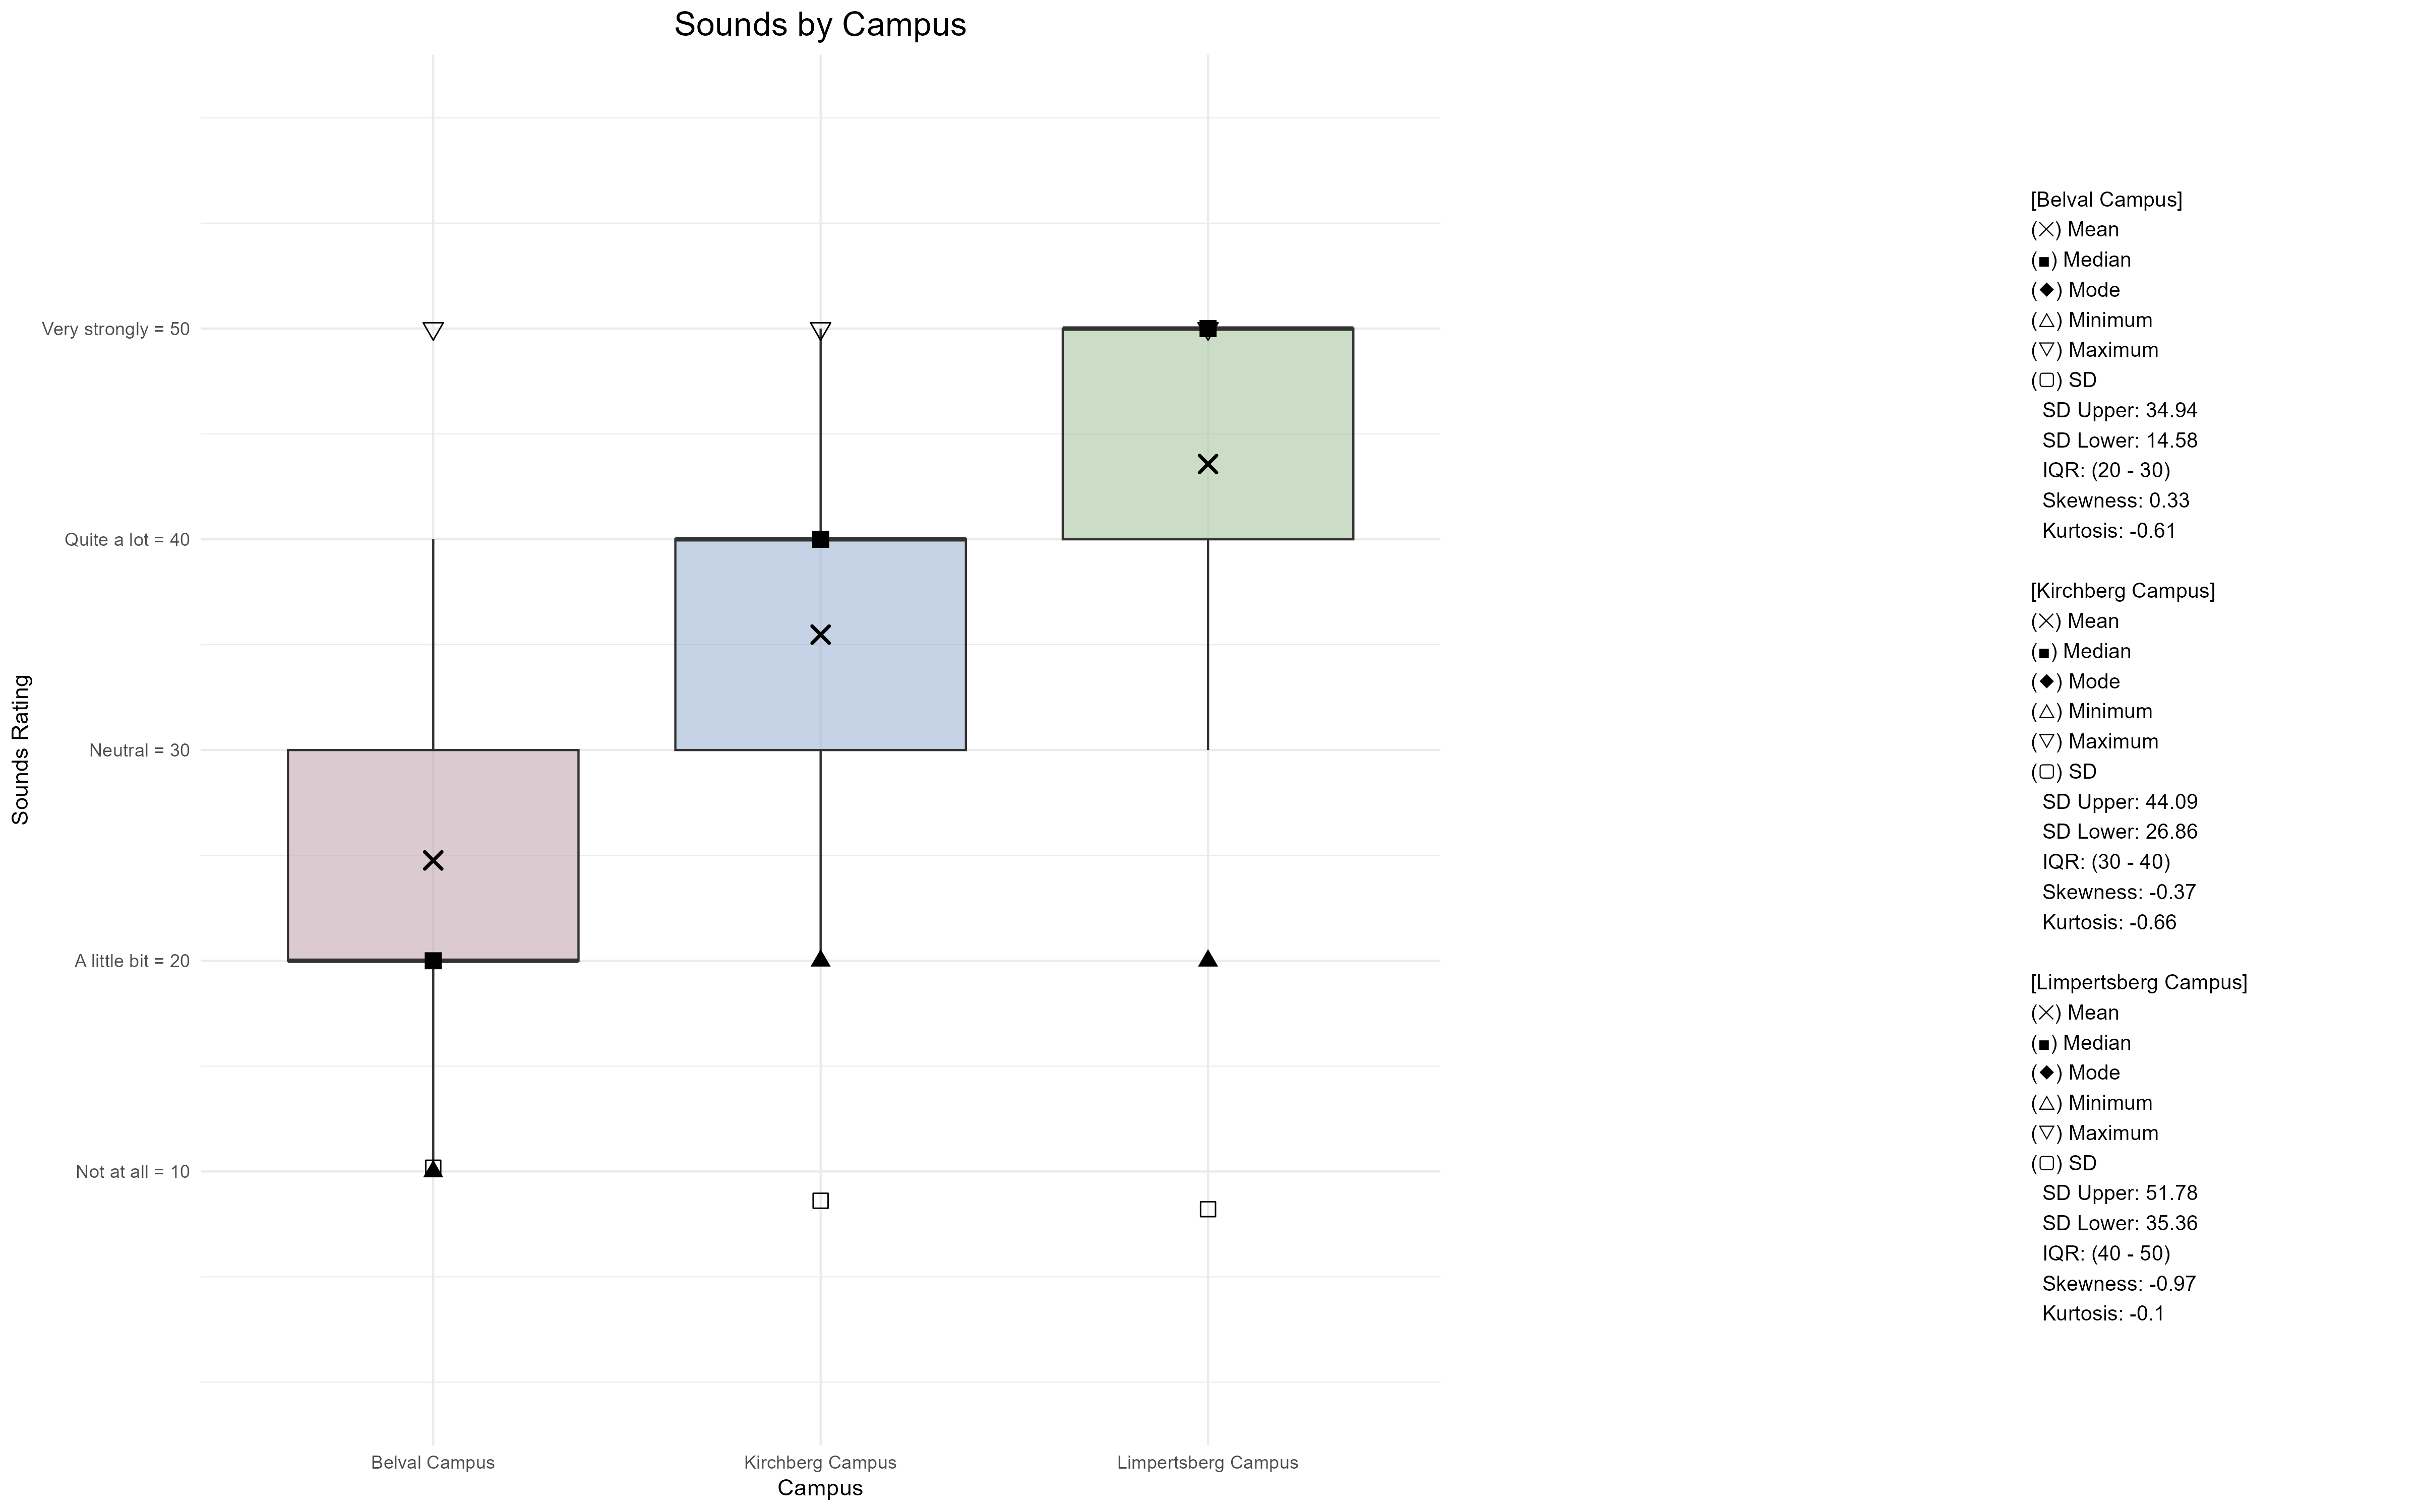 Sounds by Campus
Sounds Rating
Very strongly = 50
Quite a lot = 40
Neutral = 30
A little bit = 20
Not at all = 10
Belval Campus
Kirchberg Campus
Limpertsberg Campus
Campus
[Belval Campus]
(×) Mean
(■) Median
(◆) Mode
(△) Minimum
(▽) Maximum
(▢) SD
SD Upper: 34.94
SD Lower: 14.58
IQR: (20 - 30)
Skewness: 0.33
Kurtosis: -0.61
[Kirchberg Campus]
(×) Mean
(■) Median
(◆) Mode
(△) Minimum
(▽) Maximum
(▢) SD
SD Upper: 44.09
SD Lower: 26.86
IQR: (30 - 40)
Skewness: -0.37
Kurtosis: -0.66
[Limpertsberg Campus]
(×) Mean
(■) Median
(◆) Mode
(△) Minimum
(▽) Maximum
(▢) SD
SD Upper: 51.78
SD Lower: 35.36
IQR: (40 - 50)
Skewness: -0.97
Kurtosis: -0.1